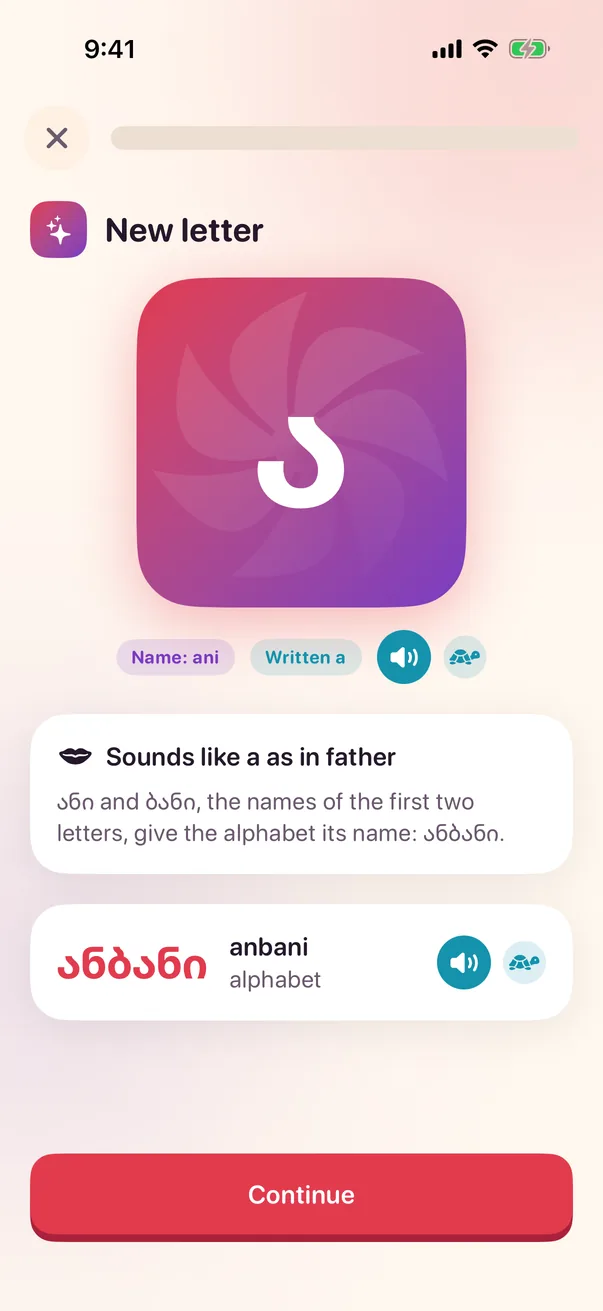 9:41
New letter
ა
Name: ani
Written a
Sounds like a as in father
ანი and ბანი, the names of the first two
letters, give the alphabet its name: ანბანი.
ანბანი
anbani
alphabet
Continue